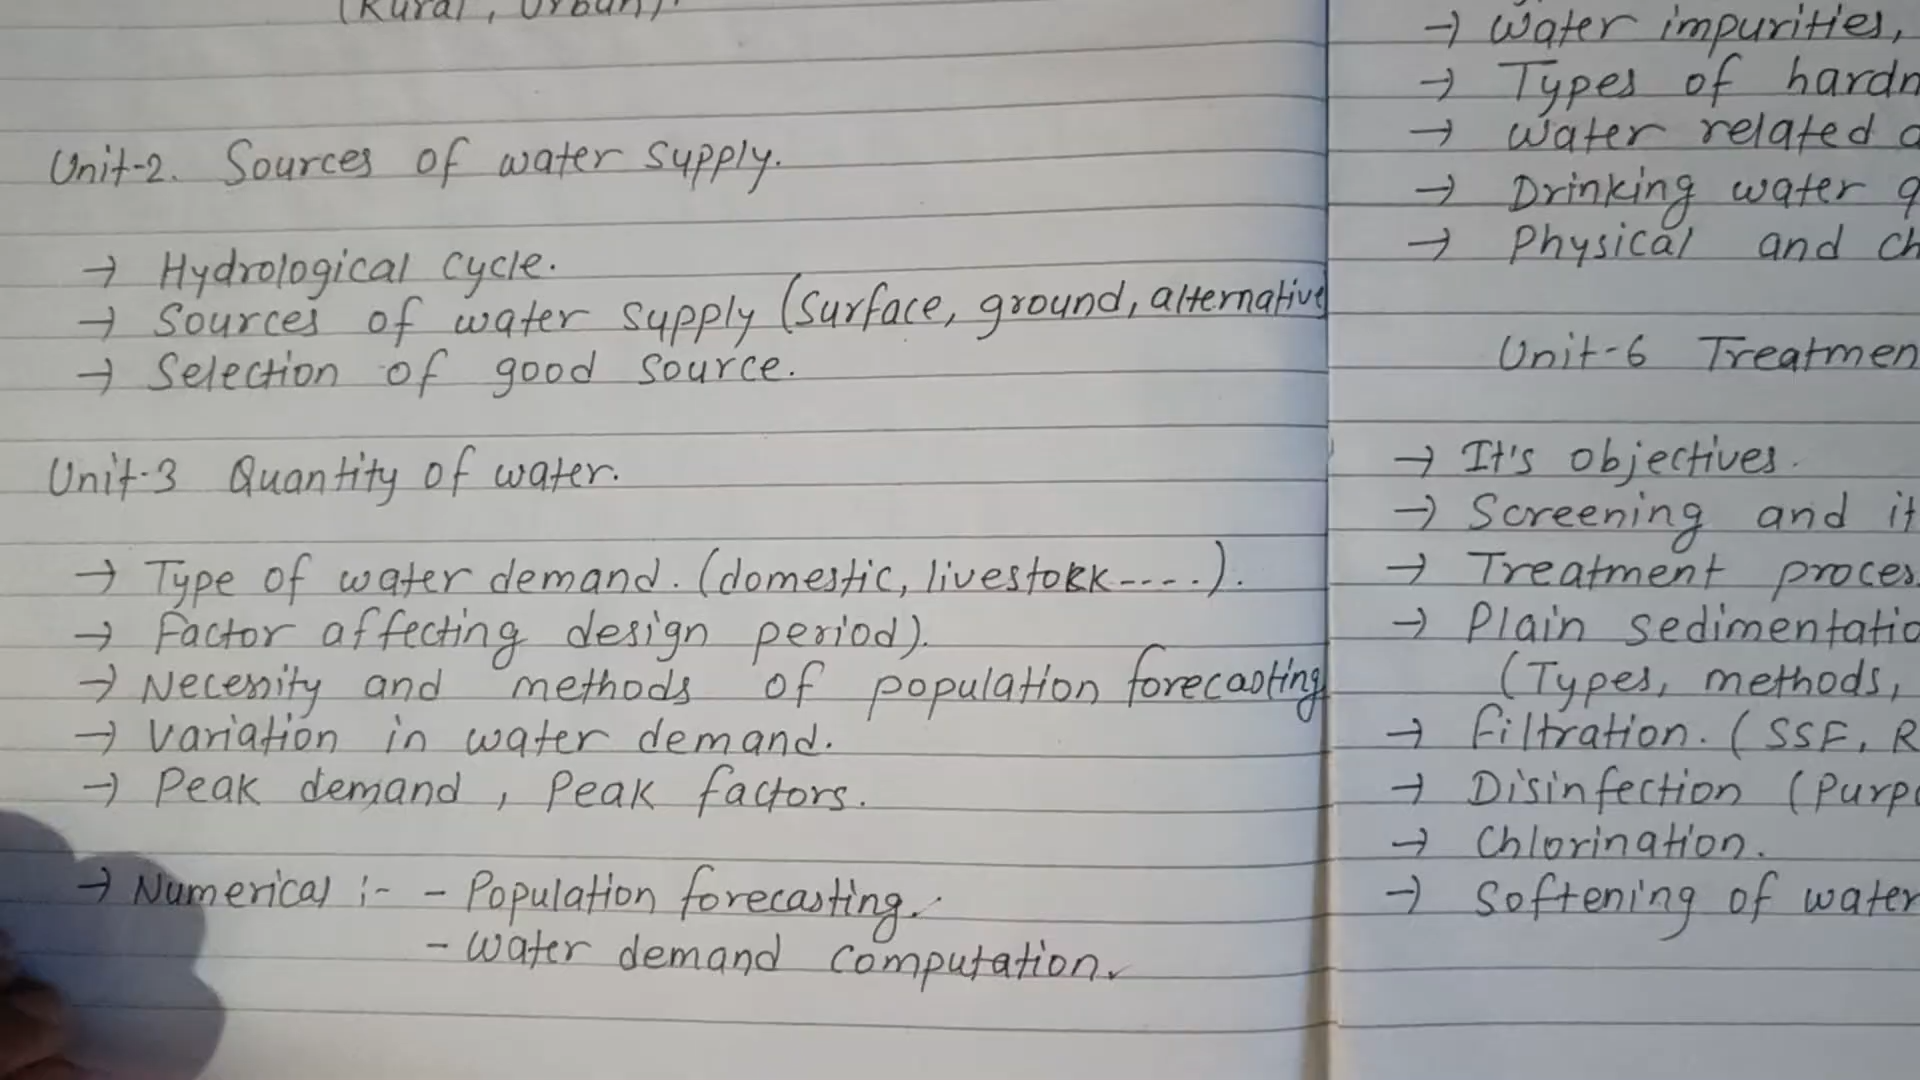 (Rural, Urban).
Unit-2. Sources of water supply.
→ Hydrological cycle.
→ Sources of water supply (surface, ground, alternative
→ Selection of good source.
Unit-3 Quantity of water.
→ Type of water demand. (domestic, livestock----.).
→ factor affecting design period).
→ Necessity and methods of population forecasting
→ Variation in water demand.
→ Peak demand, Peak factors.
→ Numerical :- - Population forecasting.
- Water demand computation.
→ Water impurities,
→ Types of
→ Water related
→ Drinking water
→ Physical and
Unit-6
→ It's objectives.
→ Screening and
→ Treatment
→ Plain
(Types, methods,
→ filtration. (SSF,
→ Disinfection
→ Chlorination.
→ Softening of water